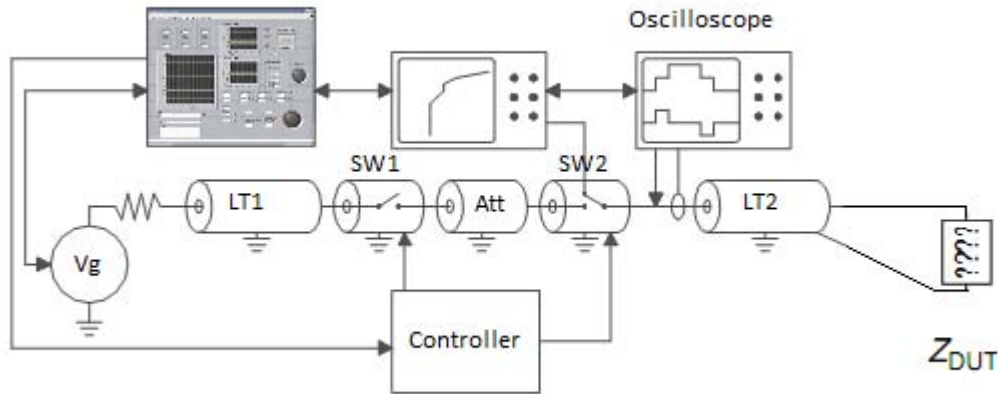 Oscilloscope
SW1
SW2
LT1
Att
LT2
Vg
????
Controller
ZDUT